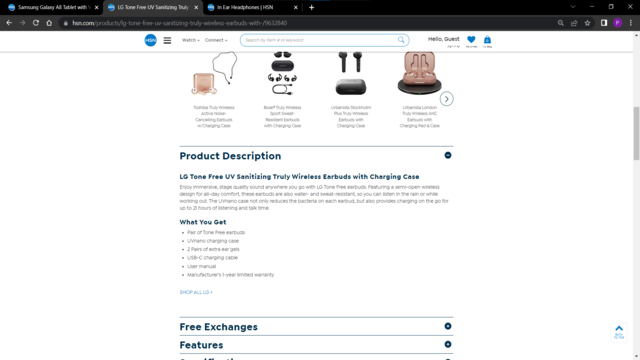 Samsung Galaxy A8 Tablet with
LG Tone Free UV Sanitizing Truly
In Ear Headphones | HSN
hsn.com/products/lg-tone-free-uv-sanitizing-truly-wireless-earbuds-with-/9632840
P
HSN
Watch
Connect
Search by item # or keyword
Hello, Guest
Toshiba Truly Wireless
Active Noise
Cancelling Earbuds
w/Charging Case
Bose® Truly Wireless
Sport Sweat-
Resistant Earbuds
with Charging Case
Urbanista Stockholm
Plus Truly Wireless
Earbuds with
Charging Case
Urbanista London
Truly Wireless ANC
Earbuds with
Charging Pad & Case
Product Description
LG Tone Free UV Sanitizing Truly Wireless Earbuds with Charging Case
Enjoy immersive, stage quality sound anywhere you go with LG Tone Free earbuds. Featuring a semi-open wireless
design for all-day comfort, these earbuds are also water- and sweat-resistant, so you can listen in the rain or while
working out. The UVnano case not only reduces the bacteria on each earbud, but also provides charging on the go for
up to 21 hours of listening and talk time.
What You Get
• Pair of Tone Free earbuds
• UVnano charging case
• 2 Pairs of extra ear gels
• USB-C charging cable
• User manual
• Manufacturer's 1-year limited warranty
SHOP ALL LG >
Free Exchanges
Features
BACK
TO TOP